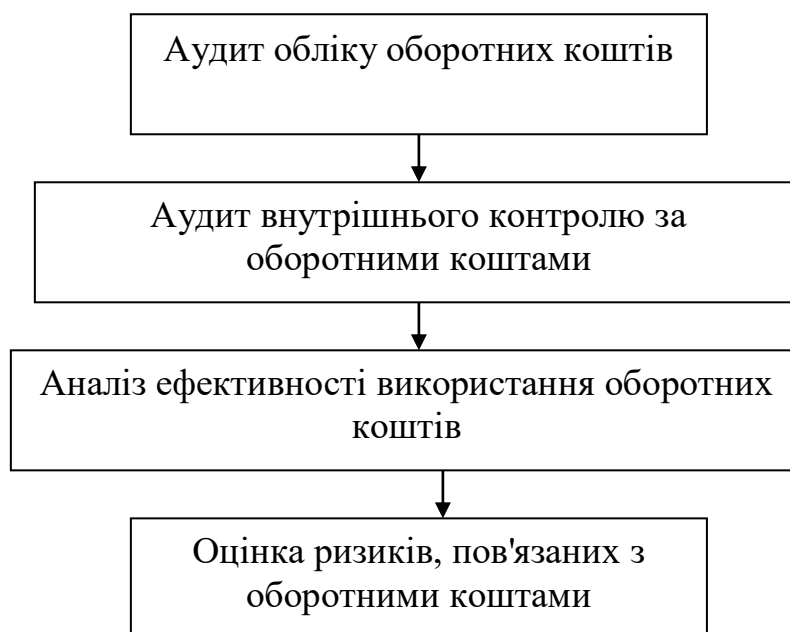 Аудит обліку оборотних коштів
Аудит внутрішнього контролю за
оборотними коштами
Аналіз ефективності використання оборотних
коштів
Оцінка ризиків, пов'язаних з
оборотними коштами